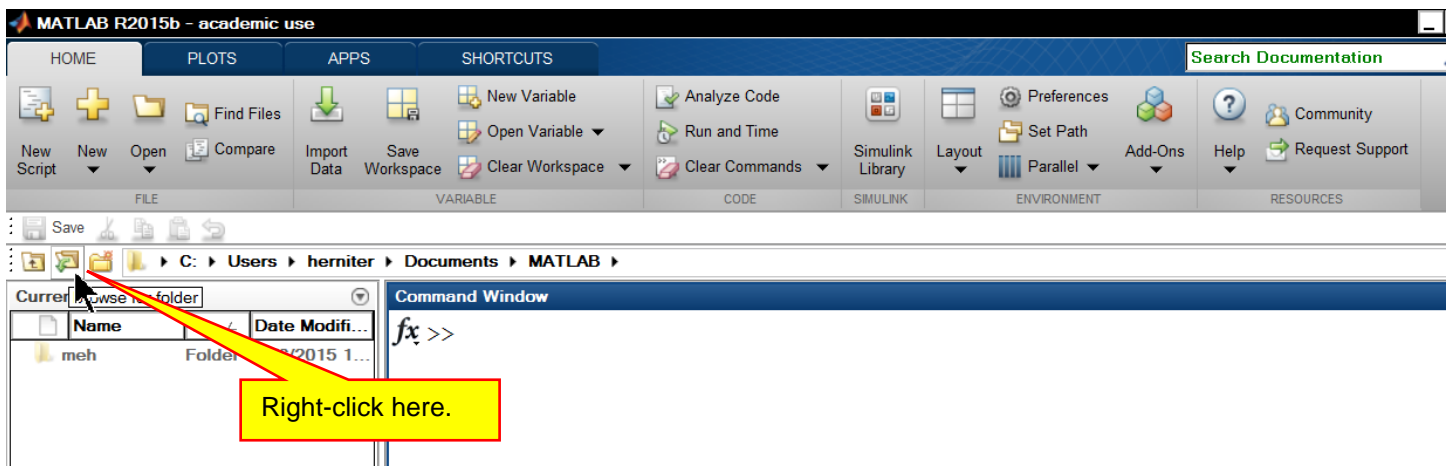 MATLAB R2015b - academic use
HOME PLOTS APPS SHORTCUTS Search Documentation
New Script
New
Open
Find Files
Compare
FILE
Import Data
Save Workspace
New Variable
Open Variable
Clear Workspace
VARIABLE
Analyze Code
Run and Time
Clear Commands
CODE
Simulink Library
SIMULINK
Layout
Preferences
Set Path
Parallel
Add-Ons
ENVIRONMENT
Help
Community
Request Support
RESOURCES
Save
C: Users herniter Documents MATLAB
for folder
Command Window
Name Date Modifi...
fx >>
meh Folder /2015 1...
Right-click here.